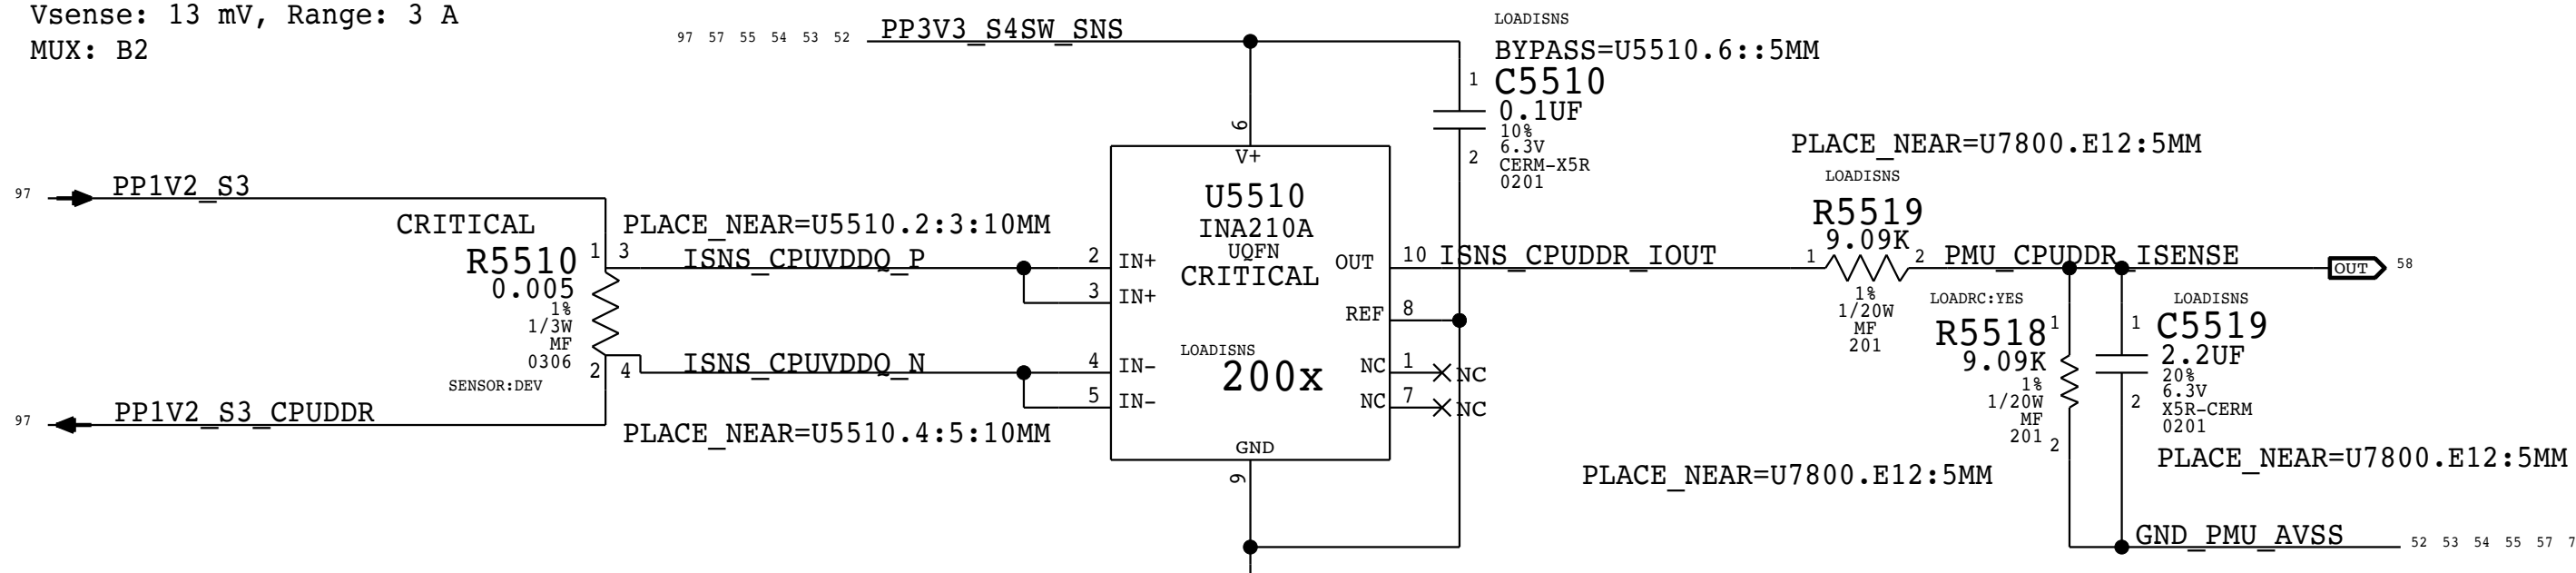 Vsense: 13 mV, Range: 3 A
MUX: B2
97 57 55 54 53 52 PP3V3_S4SW_SNS
LOADISNS
BYPASS=U5510.6::5MM
1 C5510
0.1UF
10%
6.3V
2 CERM-X5R
0201
6
V+
PLACE_NEAR=U7800.E12:5MM
LOADISNS
R5519
9.09K
1 2
1%
1/20W
MF
201
97 PP1V2_S3
CRITICAL
R5510
0.005
1%
1/3W
MF
0306
SENSOR:DEV
1 3
2 4
PLACE_NEAR=U5510.2:3:10MM
ISNS_CPUVDDQ_P
ISNS_CPUVDDQ_N
PLACE_NEAR=U5510.4:5:10MM
97 PP1V2_S3_CPUDDR
U5510
INA210A
UQFN
CRITICAL
LOADISNS
200x
2 IN+
3 IN+
4 IN-
5 IN-
OUT 10 ISNS_CPUDDR_IOUT
REF 8
NC 1 NC
NC 7 NC
GND
9
PMU_CPUDDR_ISENSE
OUT 58
LOADRC:YES
R5518 1
9.09K
1%
1/20W
MF
201 2
LOADISNS
1 C5519
2.2UF
20%
6.3V
2 X5R-CERM
0201
PLACE_NEAR=U7800.E12:5MM
PLACE_NEAR=U7800.E12:5MM
GND_PMU_AVSS 52 53 54 55 57 7